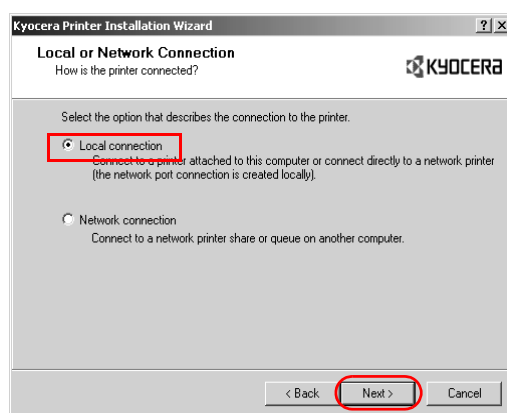 Kyocera Printer Installation Wizard
Local or Network Connection
How is the printer connected?
KYOCERA
Select the option that describes the connection to the printer.
Local connection
Connect to a printer attached to this computer or connect directly to a network printer
(the network port connection is created locally).
Network connection
Connect to a network printer share or queue on another computer.
< Back
Next >
Cancel